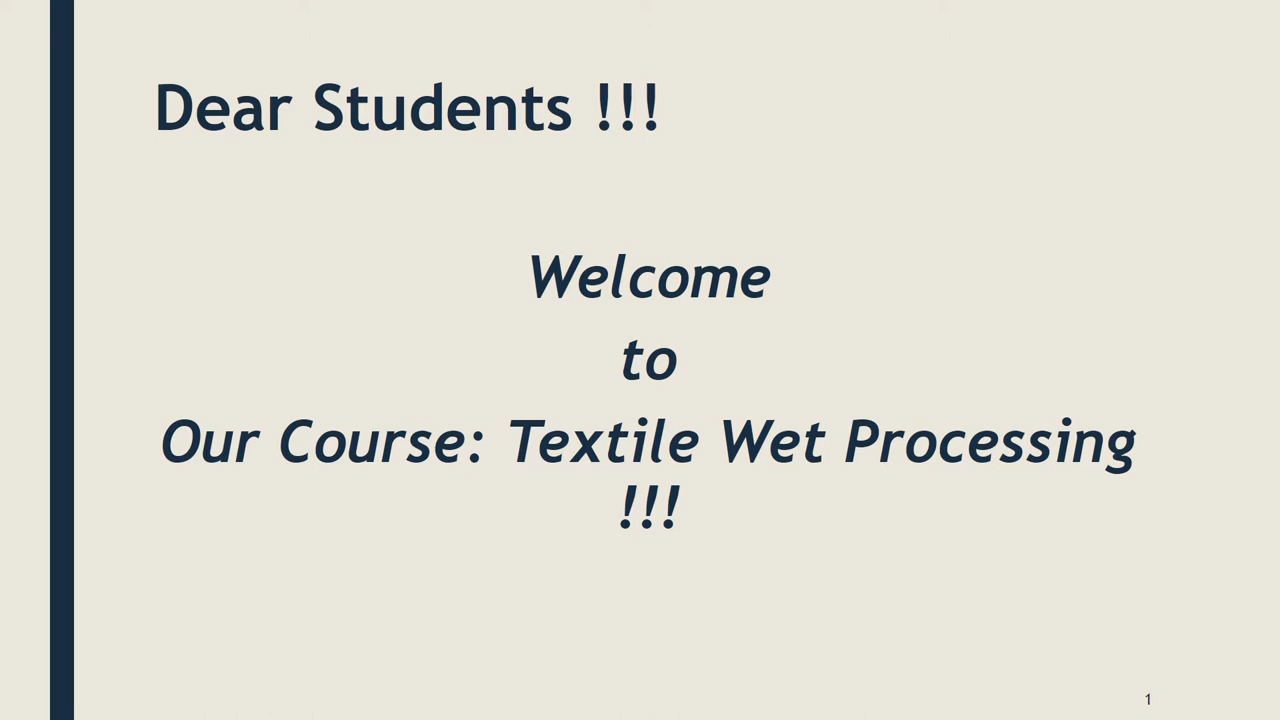 Dear Students !!!
Welcome
to
Our Course: Textile Wet Processing
!!!
1